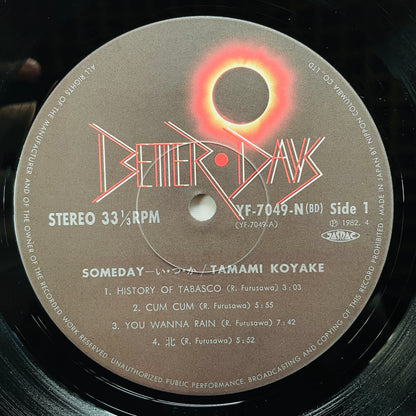 BETTER DAYS
STEREO 33 1/3 RPM
YF-7049-N(BD) Side 1
(YF-7049-A)
Ⓟ 1982. 4
JASRAC
SOMEDAY—い・つ・か/TAMAMI KOYAKE
1. HISTORY OF TABASCO (R. Furusawa) 3:03
2. CUM CUM (R. Furusawa) 5:55
3. YOU WANNA RAIN (R. Furusawa) 7:42
4. 北 (R. Furusawa) 5:52
ALL RIGHTS OF THE MANUFACTURER AND OF THE OWNER OF THE RECORDED WORK RESERVED. UNAUTHORIZED PUBLIC PERFORMANCE, BROADCASTING AND COPYING OF THIS RECORD PROHIBITED · MADE IN JAPAN BY NIPPON COLUMBIA CO., LTD.